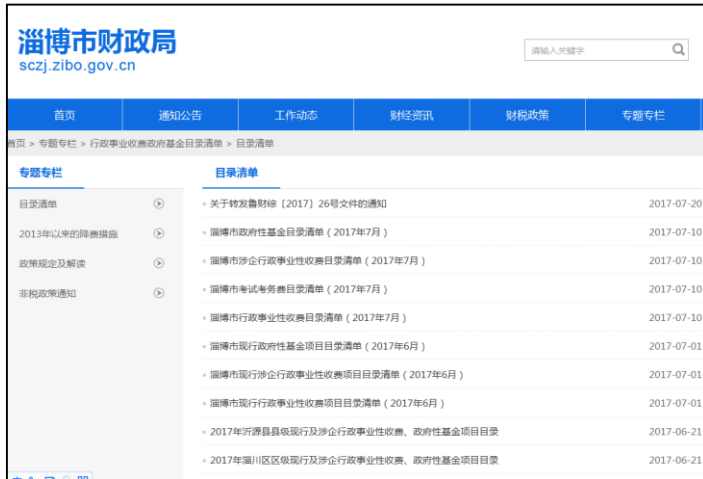 淄博市财政局
sczj.zibo.gov.cn
请输入关键字
首页 通知公告 工作动态 财经资讯 财税政策 专题专栏
首页 > 专题专栏 > 行政事业收费政府基金目录清单 > 目录清单
专题专栏
目录清单
2013年以来的降费措施
政策规定及解读
非税政策通知
目录清单
关于转发鲁财综〔2017〕26号文件的通知 2017-07-20
淄博市政府性基金目录清单（2017年7月） 2017-07-10
淄博市涉企行政事业性收费目录清单（2017年7月） 2017-07-10
淄博市考试考务费目录清单（2017年7月） 2017-07-10
淄博市行政事业性收费目录清单（2017年7月） 2017-07-10
淄博市现行政府性基金项目目录清单（2017年6月） 2017-07-01
淄博市现行涉企行政事业性收费项目目录清单（2017年6月） 2017-07-01
淄博市现行行政事业性收费项目目录清单（2017年6月） 2017-07-01
2017年沂源县县级现行及涉企行政事业性收费、政府性基金项目目录 2017-06-21
2017年淄川区区级现行及涉企行政事业性收费、政府性基金项目目录 2017-06-21